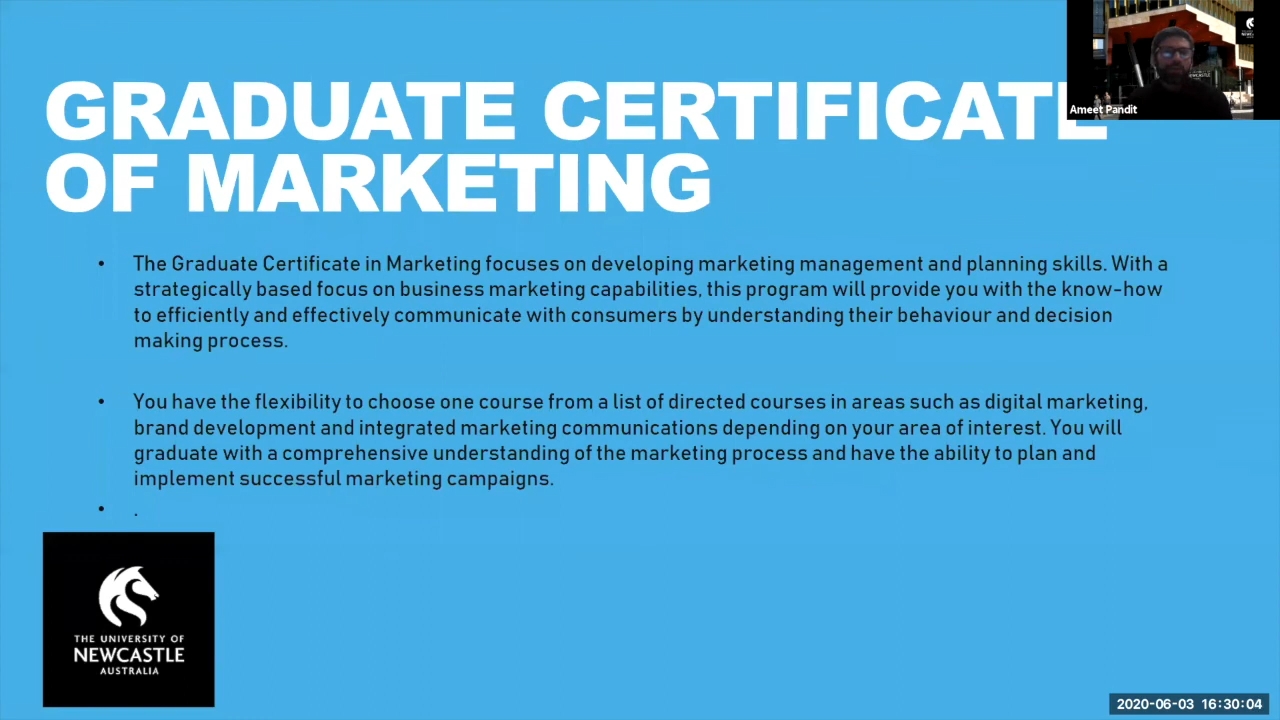 GRADUATE CERTIFICATE
OF MARKETING
Ameet Pandit
• The Graduate Certificate in Marketing focuses on developing marketing management and planning skills. With a
strategically based focus on business marketing capabilities, this program will provide you with the know-how
to efficiently and effectively communicate with consumers by understanding their behaviour and decision
making process.
• You have the flexibility to choose one course from a list of directed courses in areas such as digital marketing,
brand development and integrated marketing communications depending on your area of interest. You will
graduate with a comprehensive understanding of the marketing process and have the ability to plan and
implement successful marketing campaigns.
• .
THE UNIVERSITY OF
NEWCASTLE
AUSTRALIA
2020-06-03 16:30:04